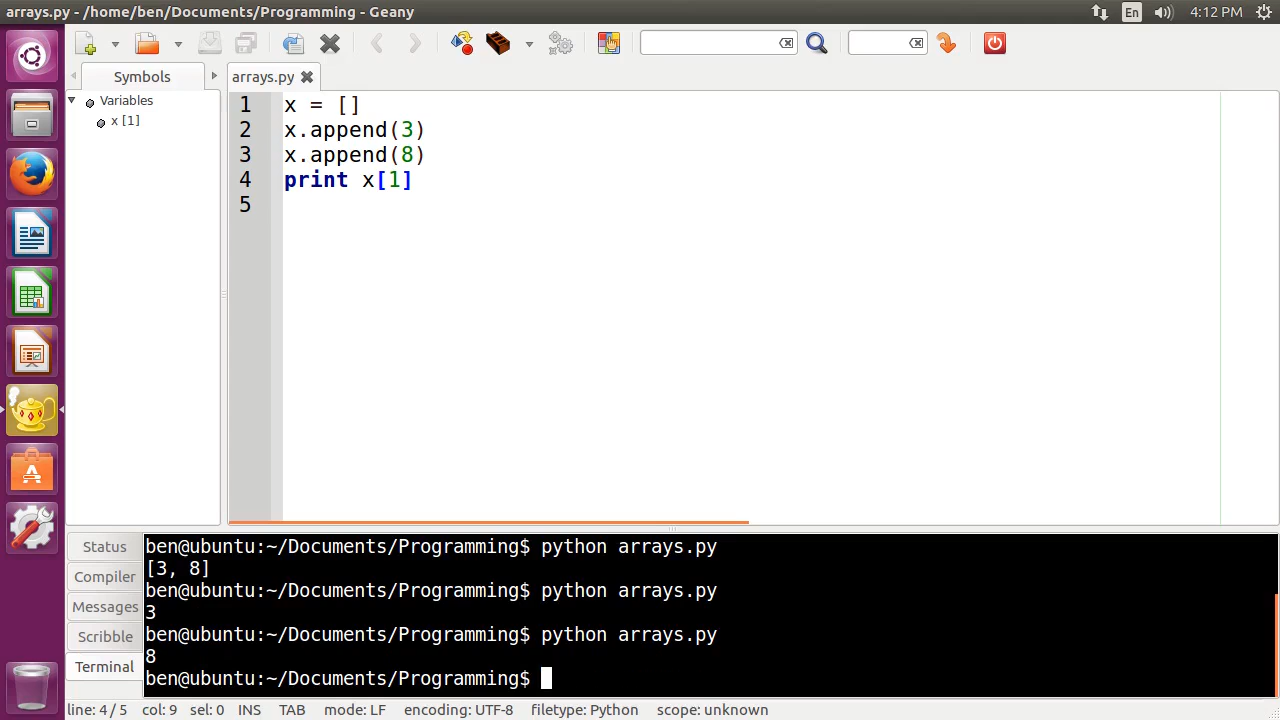 arrays.py - /home/ben/Documents/Programming - Geany
En
4:12 PM
Symbols
arrays.py
Variables
x [1]
1 x = []
2 x.append(3)
3 x.append(8)
4 print x[1]
5
Status
Compiler
Messages
Scribble
Terminal
ben@ubuntu:~/Documents/Programming$ python arrays.py
[3, 8]
ben@ubuntu:~/Documents/Programming$ python arrays.py
3
ben@ubuntu:~/Documents/Programming$ python arrays.py
8
ben@ubuntu:~/Documents/Programming$
line: 4 / 5 col: 9 sel: 0 INS TAB mode: LF encoding: UTF-8 filetype: Python scope: unknown